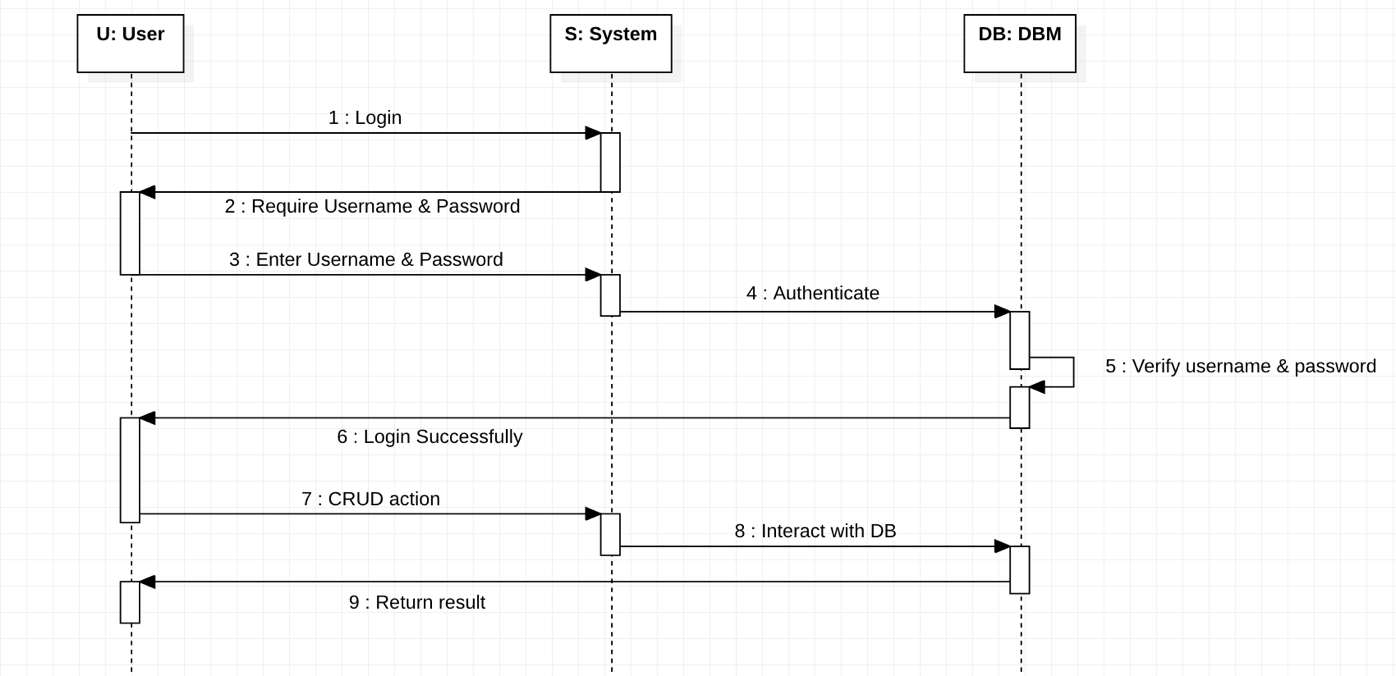 U: User
S: System
DB: DBM
1 : Login
2 : Require Username & Password
3 : Enter Username & Password
4 : Authenticate
5 : Verify username & password
6 : Login Successfully
7 : CRUD action
8 : Interact with DB
9 : Return result